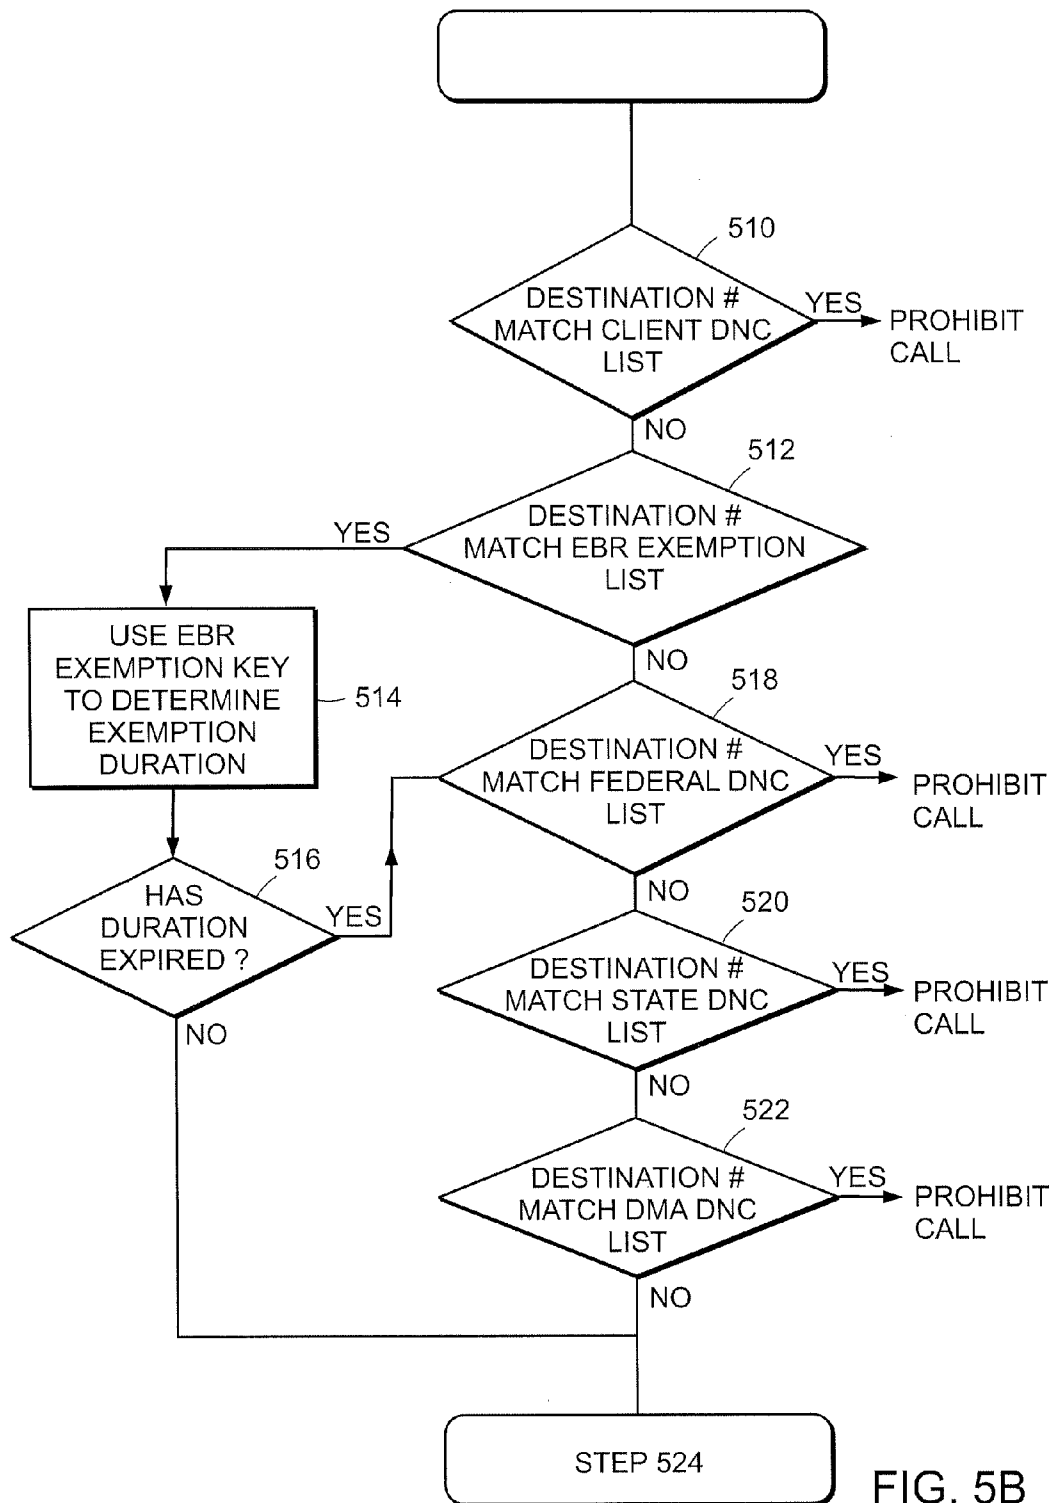 510
DESTINATION #
MATCH CLIENT DNC
LIST
YES
PROHIBIT
CALL
NO
512
DESTINATION #
MATCH EBR EXEMPTION
LIST
YES
NO
USE EBR
EXEMPTION KEY
TO DETERMINE
EXEMPTION
DURATION
514
518
DESTINATION #
MATCH FEDERAL DNC
LIST
YES
PROHIBIT
CALL
NO
516
HAS
DURATION
EXPIRED ?
YES
NO
520
DESTINATION #
MATCH STATE DNC
LIST
YES
PROHIBIT
CALL
NO
522
DESTINATION #
MATCH DMA DNC
LIST
YES
PROHIBIT
CALL
NO
STEP 524
FIG. 5B